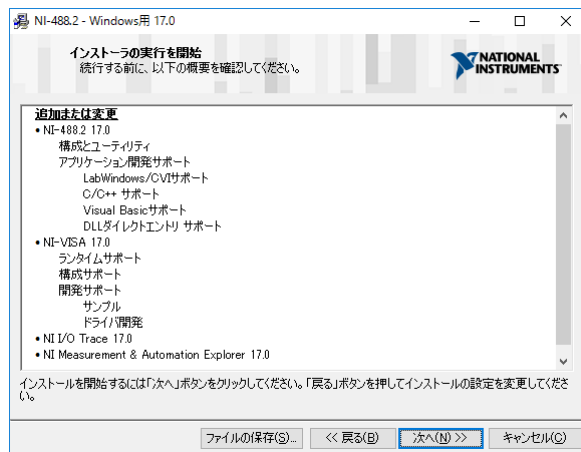 NI-488.2 - Windows用 17.0
インストーラの実行を開始
続行する前に、以下の概要を確認してください。
NATIONAL
INSTRUMENTS
追加または変更
• NI-488.2 17.0
構成とユーティリティ
アプリケーション開発サポート
LabWindows/CVIサポート
C/C++ サポート
Visual Basicサポート
DLLダイレクトエントリ サポート
• NI-VISA 17.0
ランタイムサポート
構成サポート
開発サポート
サンプル
ドライバ開発
• NI I/O Trace 17.0
• NI Measurement & Automation Explorer 17.0
インストールを開始するには「次へ」ボタンをクリックしてください。「戻る」ボタンを押してインストールの設定を変更してくださ
い。
ファイルの保存(S)... << 戻る(B) 次へ(N) >> キャンセル(C)